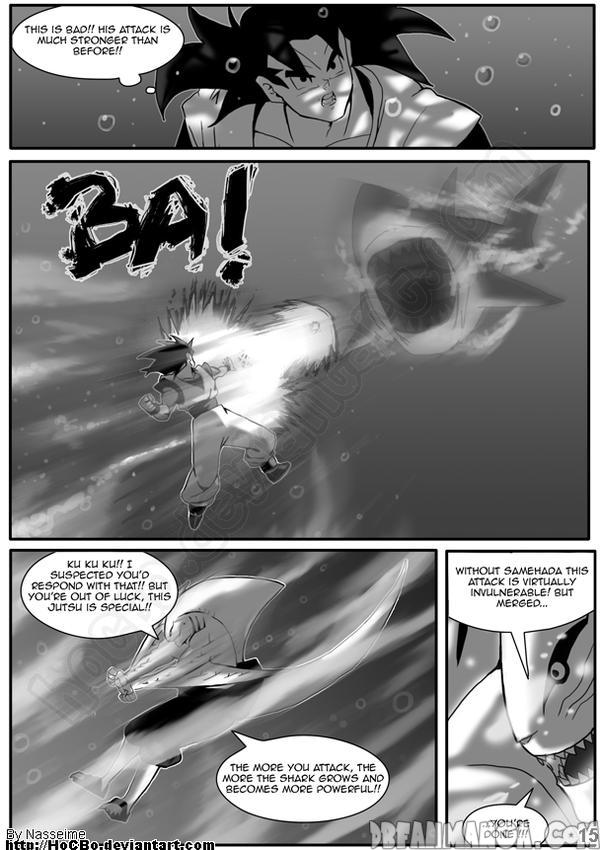 THIS IS BAD!! HIS ATTACK IS
MUCH STRONGER THAN
BEFORE!!
BA!
KU KU KU!! I
SUSPECTED YOU'D
RESPOND WITH
THAT!! BUT
YOU'RE OUT OF LUCK, THIS
JUTSU IS SPECIAL!!
WITHOUT SAMEHADA THIS
ATTACK IS VIRTUALLY
INVULNERABLE! BUT
MERGED...
THE MORE YOU ATTACK, THE
MORE THE SHARK GROWS AND
BECOMES MORE POWERFUL!!
YOU'RE
DONE!!!
By Nasseime
http://HoCBo-deviantart.com
DBFANMANGA.COM
15